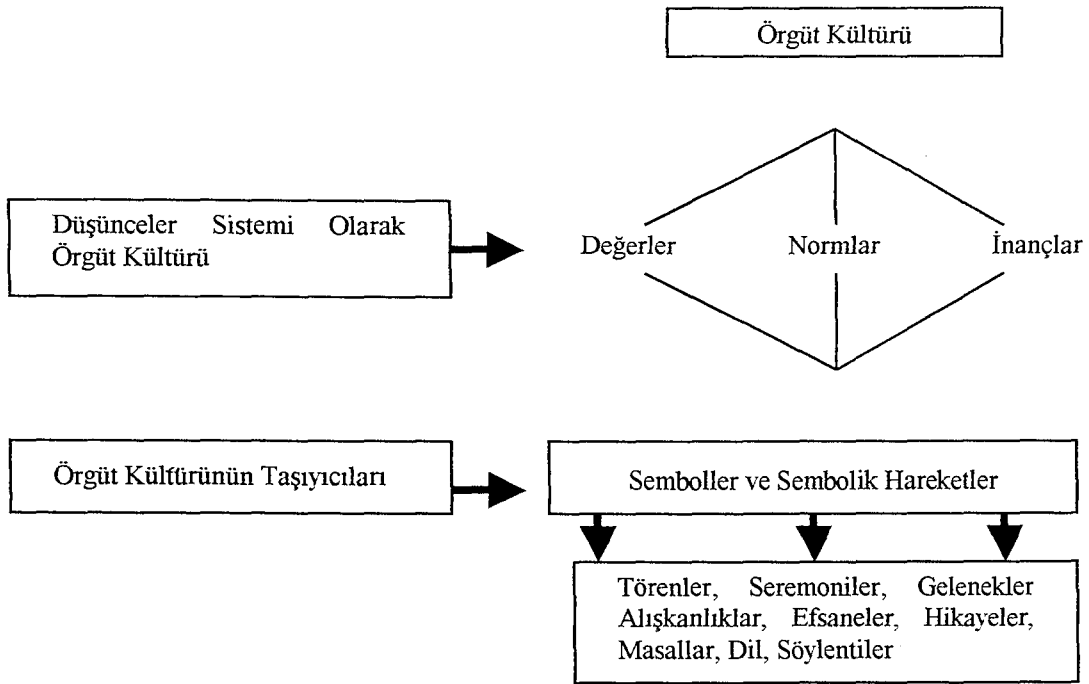 Örgüt Kültürü
Düşünceler Sistemi Olarak
Örgüt Kültürü
Değerler Normlar İnançlar
Örgüt Kültürünün Taşıyıcıları
Semboller ve Sembolik Hareketler
Törenler, Seremoniler, Gelenekler
Alışkanlıklar, Efsaneler, Hikayeler,
Masallar, Dil, Söylentiler